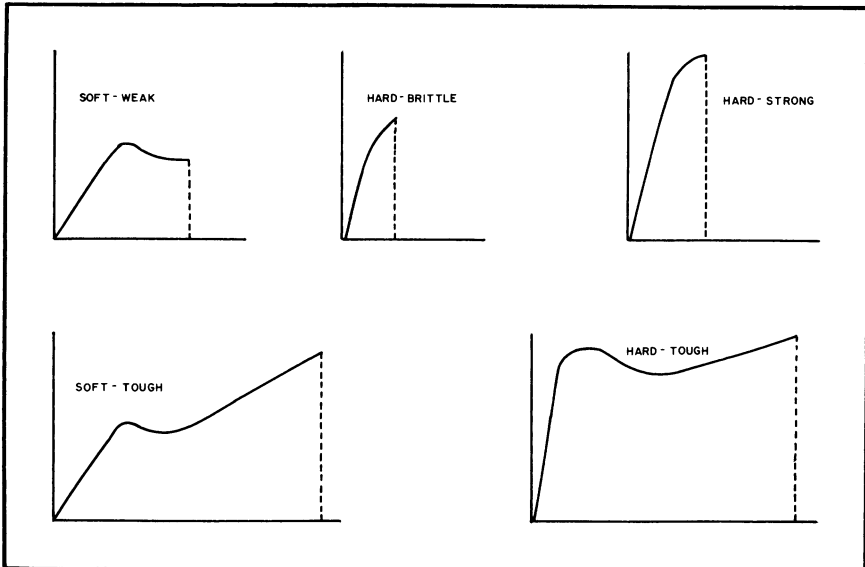 SOFT - WEAK
HARD - BRITTLE
HARD - STRONG
SOFT - TOUGH
HARD - TOUGH